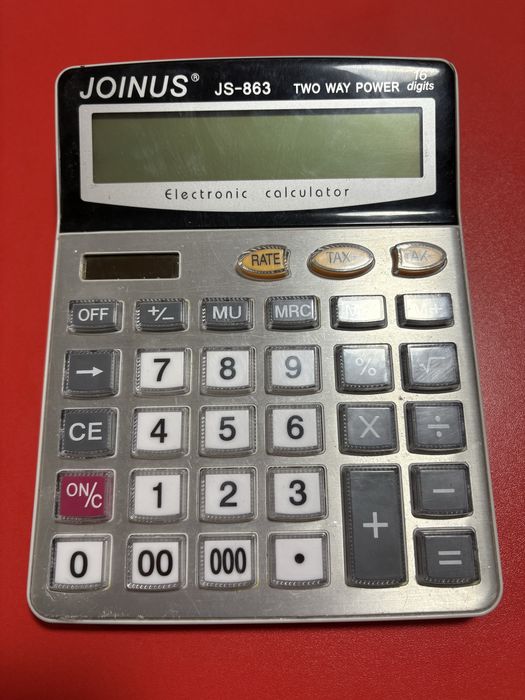 JOINUS® JS-863 TWO WAY POWER 16 digits
Electronic calculator
RATE TAX- TAX+
OFF +/− MU MRC M- M+
→ 7 8 9 % √
CE 4 5 6 X ÷
ON/C 1 2 3 + −
0 00 000 • =